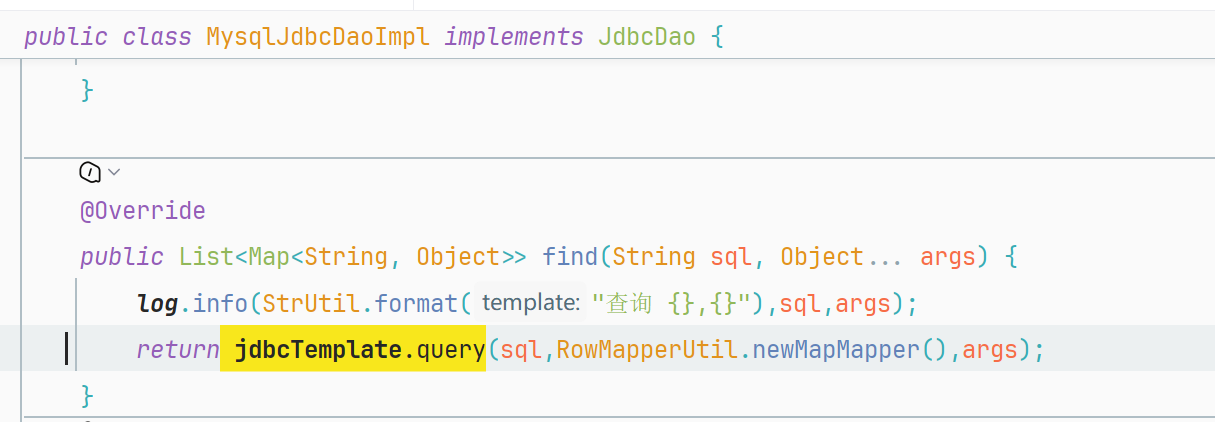 public class MysqlJdbcDaoImpl implements JdbcDao {
}
@Override
public List<Map<String, Object>> find(String sql, Object... args) {
log.info(StrUtil.format( template: "查询 {},{}"),sql,args);
return jdbcTemplate.query(sql,RowMapperUtil.newMapMapper(),args);
}